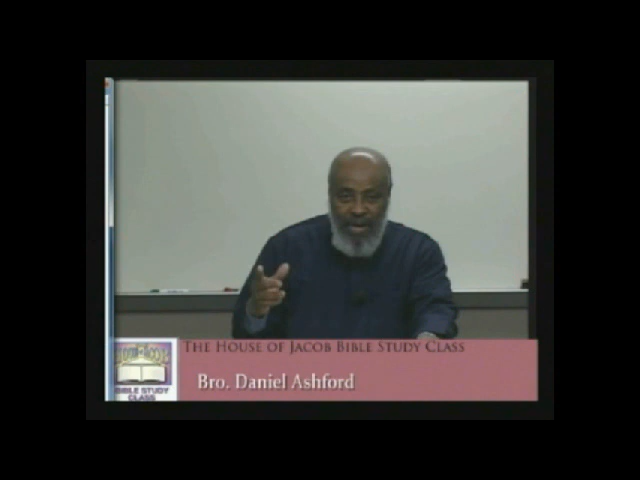 THE HOUSE OF JACOB BIBLE STUDY CLASS
Bro. Daniel Ashford
BIBLE STUDY
CLASS